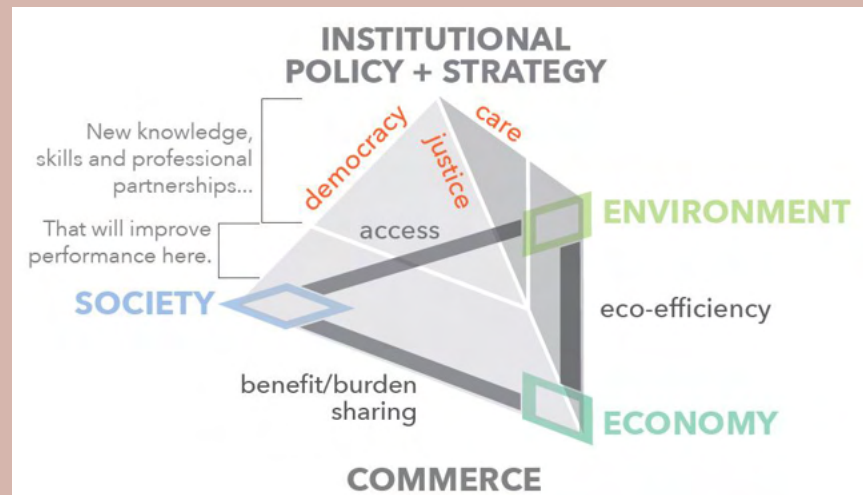 INSTITUTIONAL
POLICY + STRATEGY
New knowledge,
skills and professional
partnerships...
democracy
justice
care
That will improve
performance here.
access
ENVIRONMENT
SOCIETY
eco-efficiency
benefit/burden
sharing
ECONOMY
COMMERCE